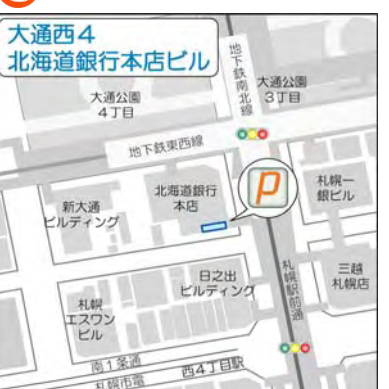 大通西4
北海道銀行本店ビル
地下鉄南北線
大通公園
4丁目
大通公園
3丁目
地下鉄東西線
P
北海道銀行
本店
札幌一
銀ビル
新大通
ビルディング
日之出
ビルディング
三越
札幌店
札幌駅前通
札幌
エスワン
ビル
南1条通
西4丁目駅
札幌市電